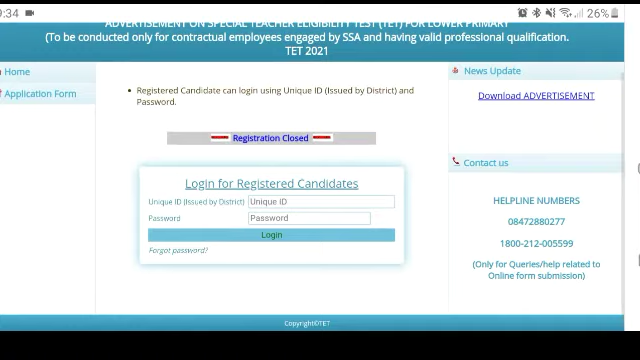 9:34 26%
ADVERTISEMENT ON SPECIAL TEACHER ELIGIBILITY TEST (TET) FOR LOWER PRIMARY
(To be conducted only for contractual employees engaged by SSA and having valid professional qualification.
TET 2021
Home
Application Form
Registered Candidate can login using Unique ID (Issued by District) and
Password.
Registration Closed
Login for Registered Candidates
Unique ID (Issued by District) Unique ID
Password Password
Login
Forgot password?
News Update
Download ADVERTISEMENT
Contact us
HELPLINE NUMBERS
08472880277
1800-212-005599
(Only for Queries/help related to
Online form submission)
Copyright©TET